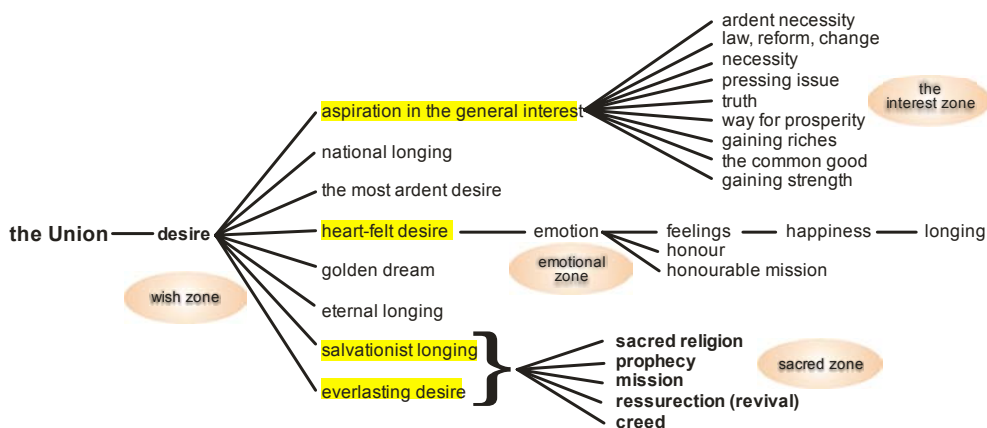 ardent necessity
law, reform, change
necessity
pressing issue
truth
way for prosperity
gaining riches
the common good
gaining strength
the
interest zone
aspiration in the general interest
national longing
the most ardent desire
the Union
desire
heart-felt desire
emotion
feelings
happiness
longing
honour
honourable mission
emotional
zone
golden dream
wish zone
eternal longing
salvationist longing
everlasting desire
}
sacred religion
prophecy
mission
ressurection (revival)
creed
sacred zone